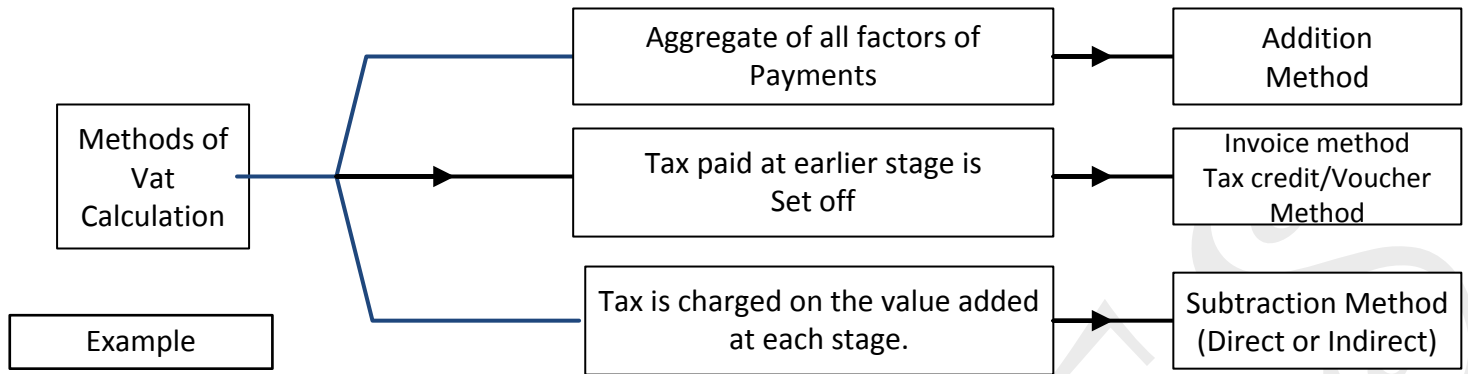 Methods of
Vat
Calculation
Aggregate of all factors of
Payments
Addition
Method
Tax paid at earlier stage is
Set off
Invoice method
Tax credit/Voucher
Method
Tax is charged on the value added
at each stage.
Subtraction Method
(Direct or Indirect)
Example